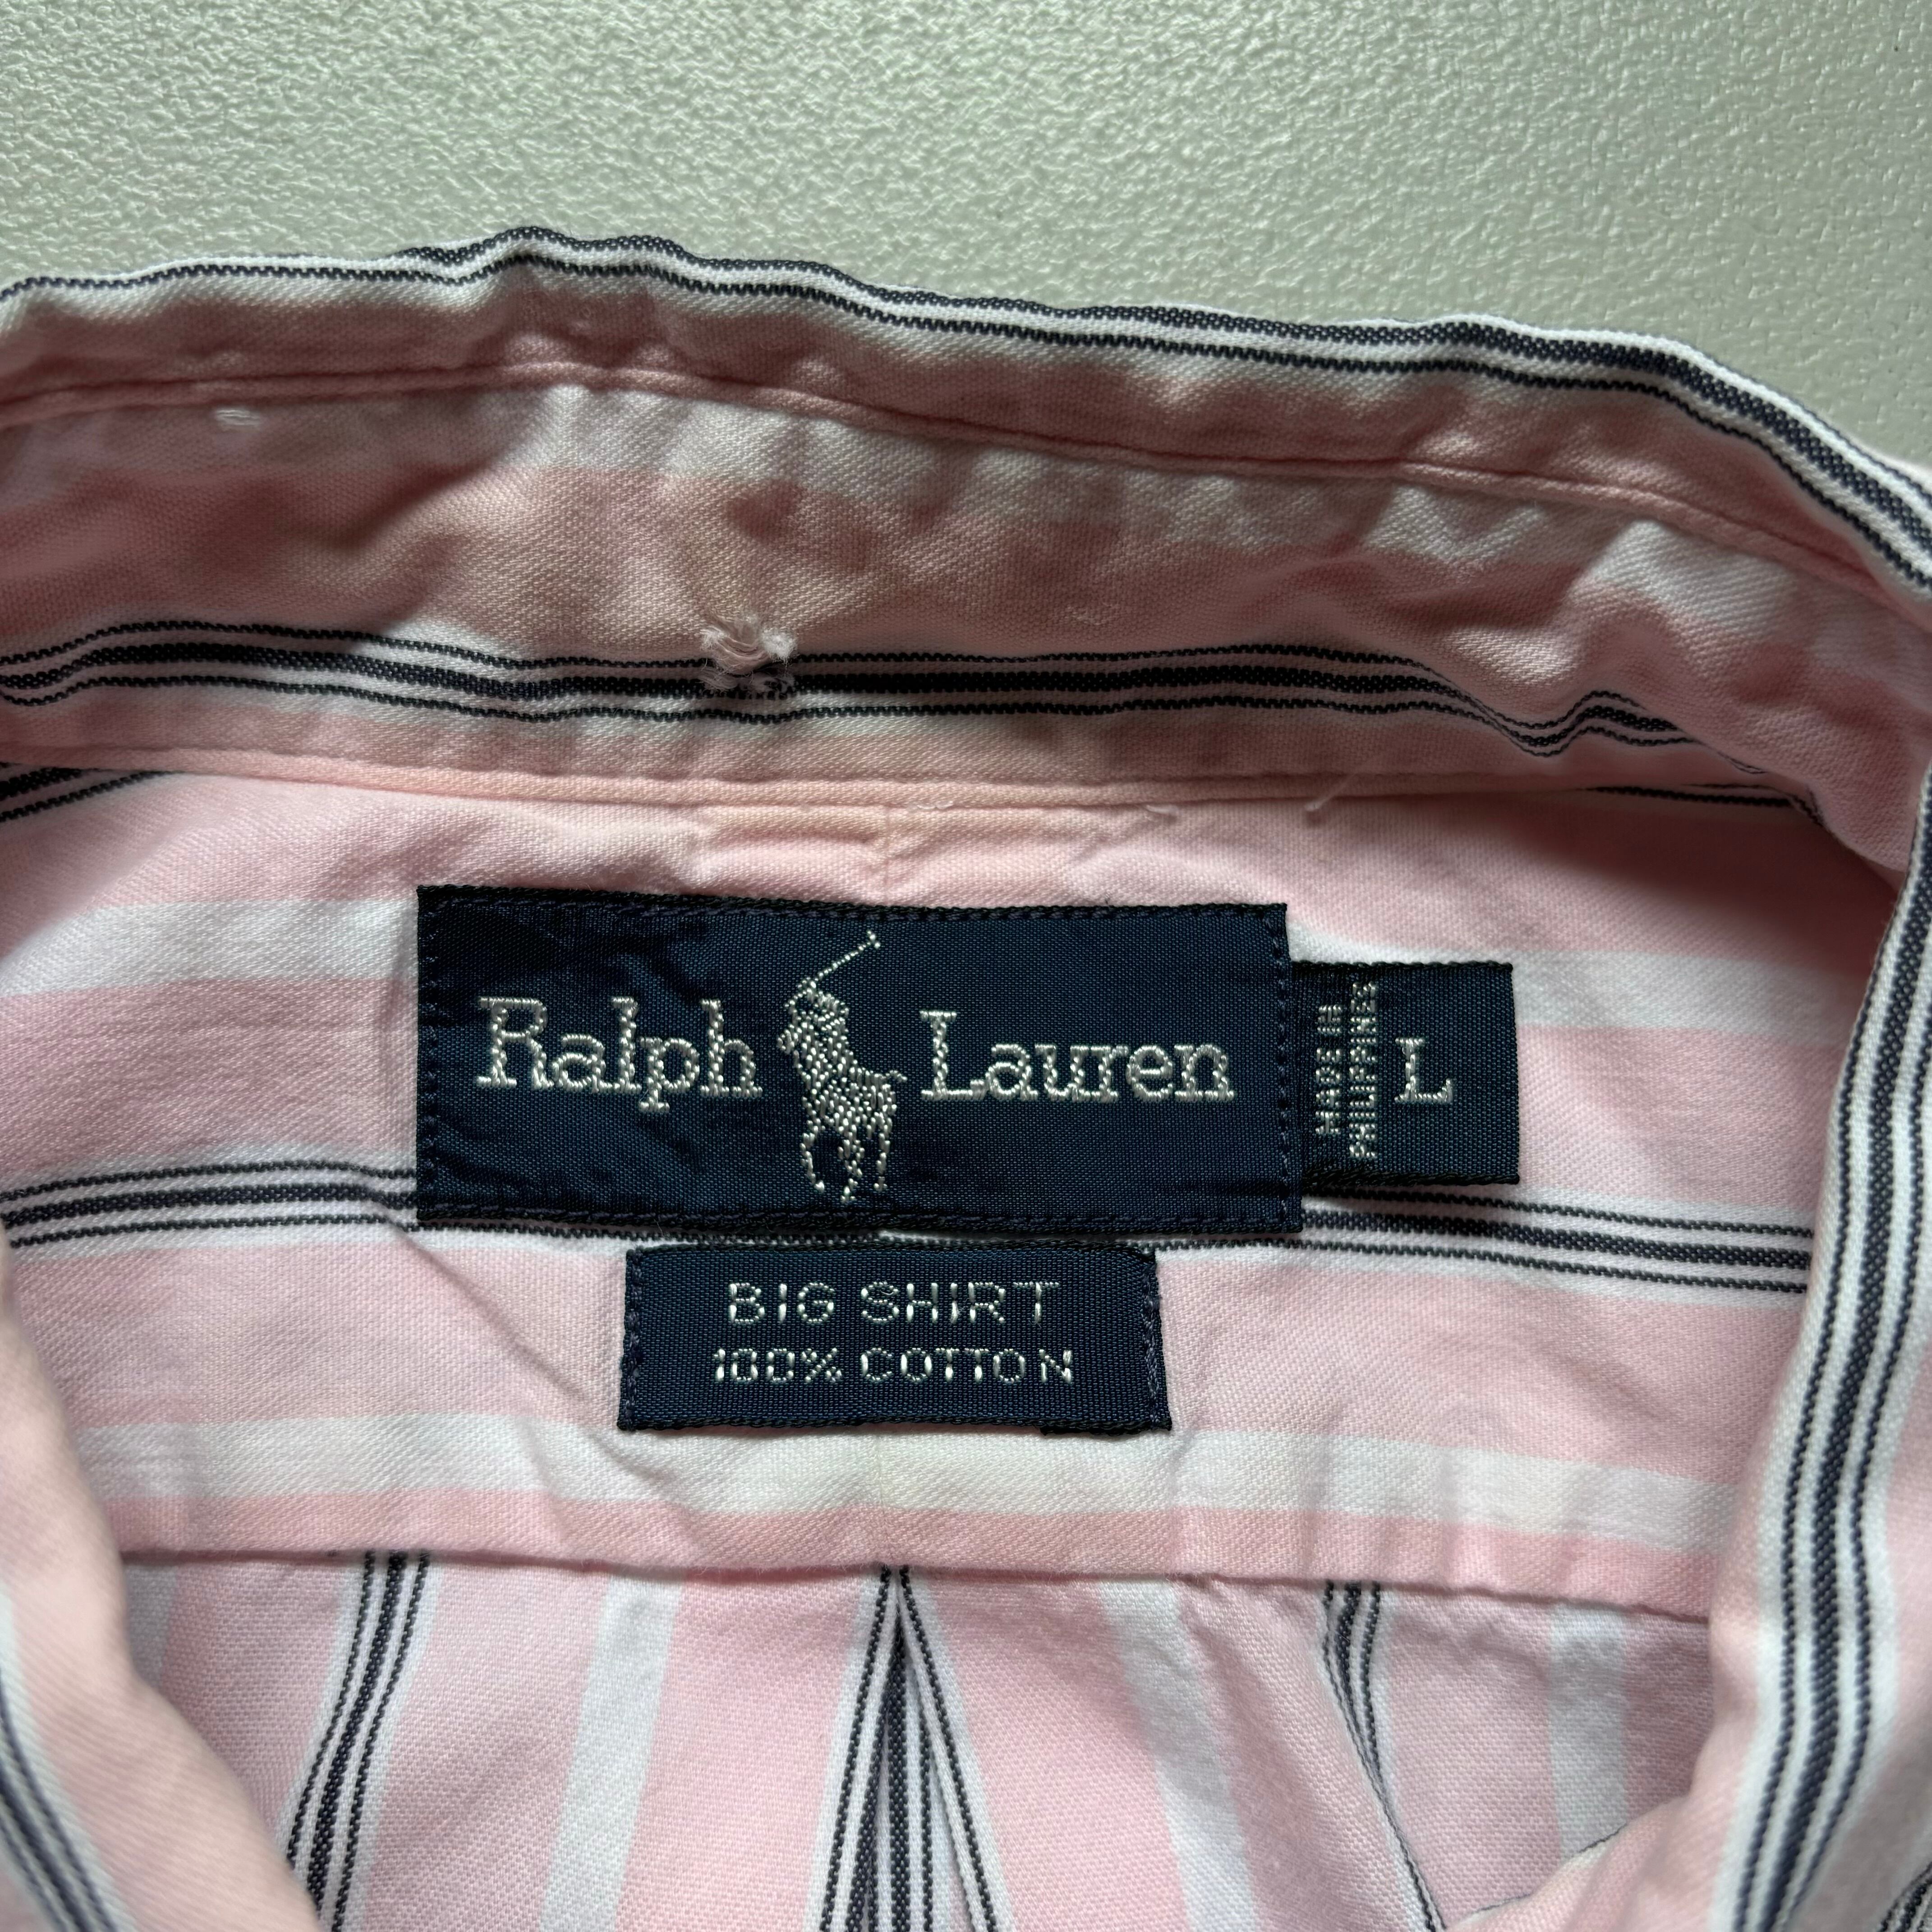 Ralph Lauren
MADE IN
PHILIPPINES
L
BIG SHIRT
100% COTTON